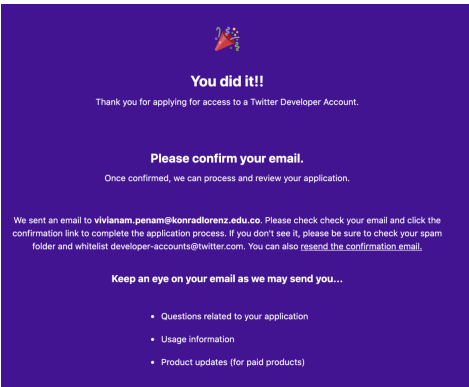 You did it!!
Thank you for applying for access to a Twitter Developer Account.
Please confirm your email.
Once confirmed, we can process and review your application.
We sent an email to vivianam.penam@konradlorenz.edu.co. Please check check your email and click the
confirmation link to complete the application process. If you don't see it, please be sure to check your spam
folder and whitelist developer-accounts@twitter.com. You can also resend the confirmation email.
Keep an eye on your email as we may send you...
• Questions related to your application
• Usage information
• Product updates (for paid products)